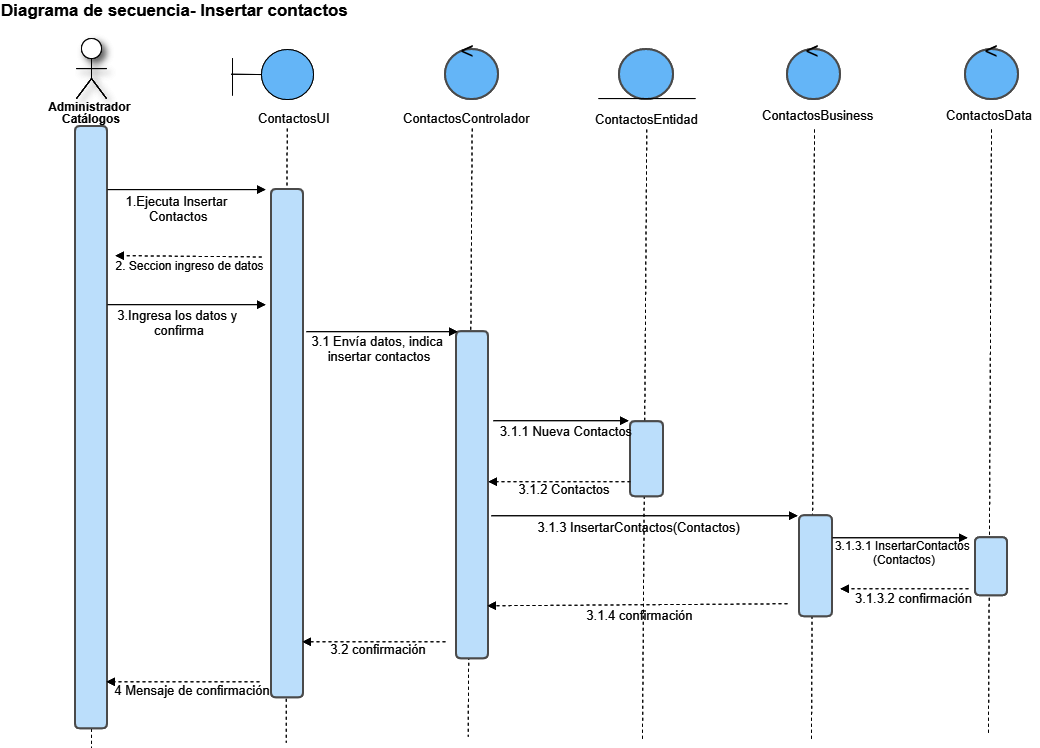 Diagrama de secuencia- Insertar contactos
Administrador
Catálogos
ContactosUI
ContactosControlador
ContactosEntidad
ContactosBusiness
ContactosData
1.Ejecuta Insertar
Contactos
2. Seccion ingreso de datos
3.Ingresa los datos y
confirma
3.1 Envía datos, indica
insertar contactos
3.1.1 Nueva Contactos
3.1.2 Contactos
3.1.3 InsertarContactos(Contactos)
3.1.3.1 InsertarContactos
(Contactos)
3.1.3.2 confirmación
3.1.4 confirmación
3.2 confirmación
4 Mensaje de confirmación